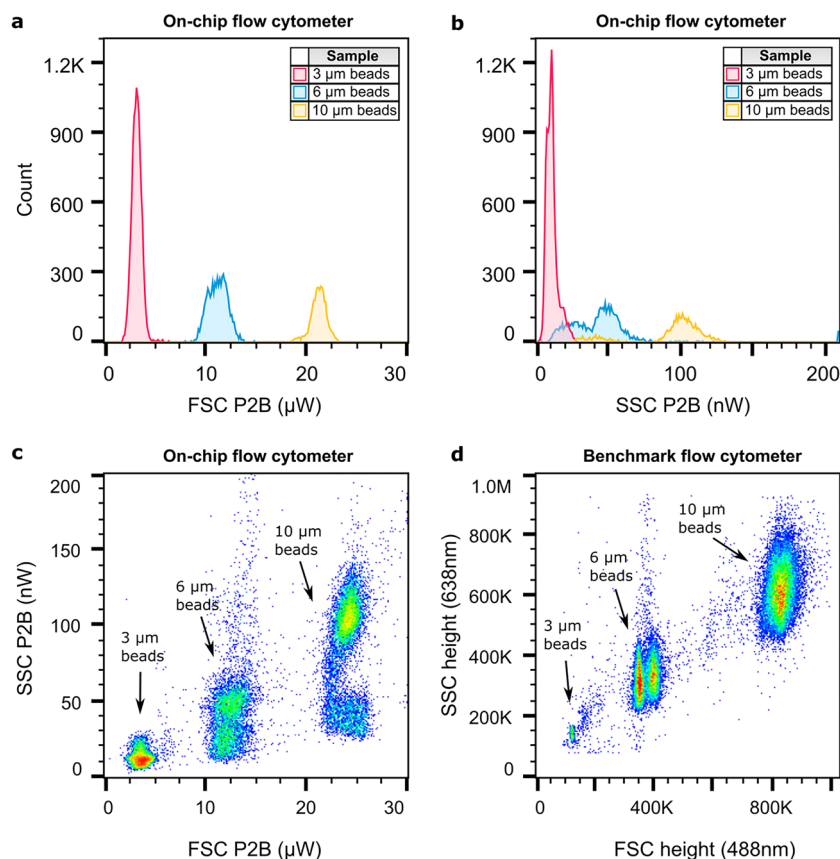 a
On-chip flow cytometer
1.2K
900
600
300
0
Count
Sample
3 µm beads
6 µm beads
10 µm beads
0
10
20
30
FSC P2B (µW)
b
On-chip flow cytometer
1.2K
900
600
300
0
Sample
3 µm beads
6 µm beads
10 µm beads
0
100
200
SSC P2B (nW)
c
On-chip flow cytometer
200
150
100
50
0
SSC P2B (nW)
10 µm
beads
6 µm
beads
3 µm
beads
0
10
20
30
FSC P2B (µW)
d
Benchmark flow cytometer
1.0M
800K
600K
400K
200K
0
SSC height (638nm)
10 µm
beads
6 µm
beads
3 µm
beads
0
400K
800K
FSC height (488nm)